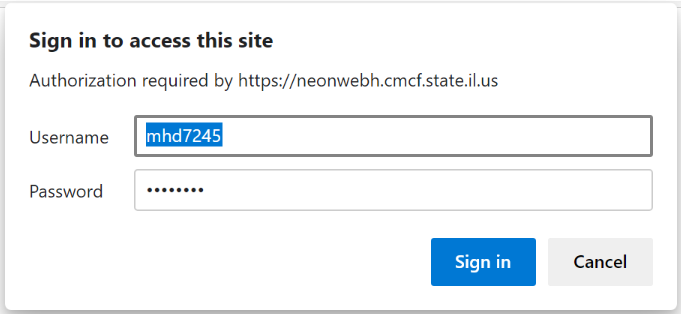 Sign in to access this site
Authorization required by https://neonwebh.cmcf.state.il.us
Username mhd7245
Password ••••••••
Sign in Cancel